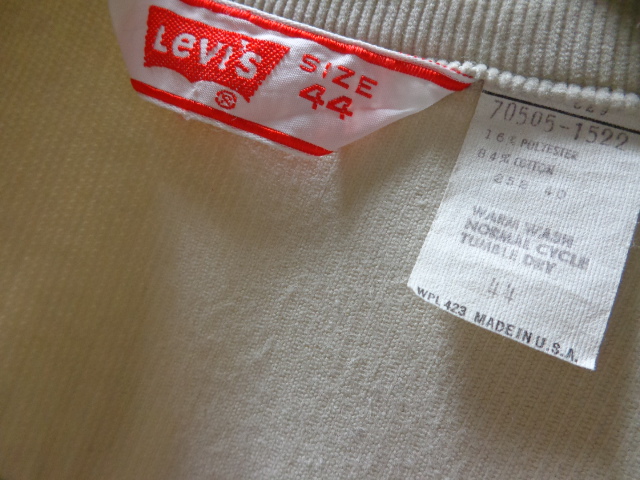 Levi's
®
SIZE
44
70505-1522
16% POLYESTER
84% COTTON
WARM WASH
NORMAL CYCLE
TUMBLE DRY
44
WPL 423 MADE IN U.S.A.